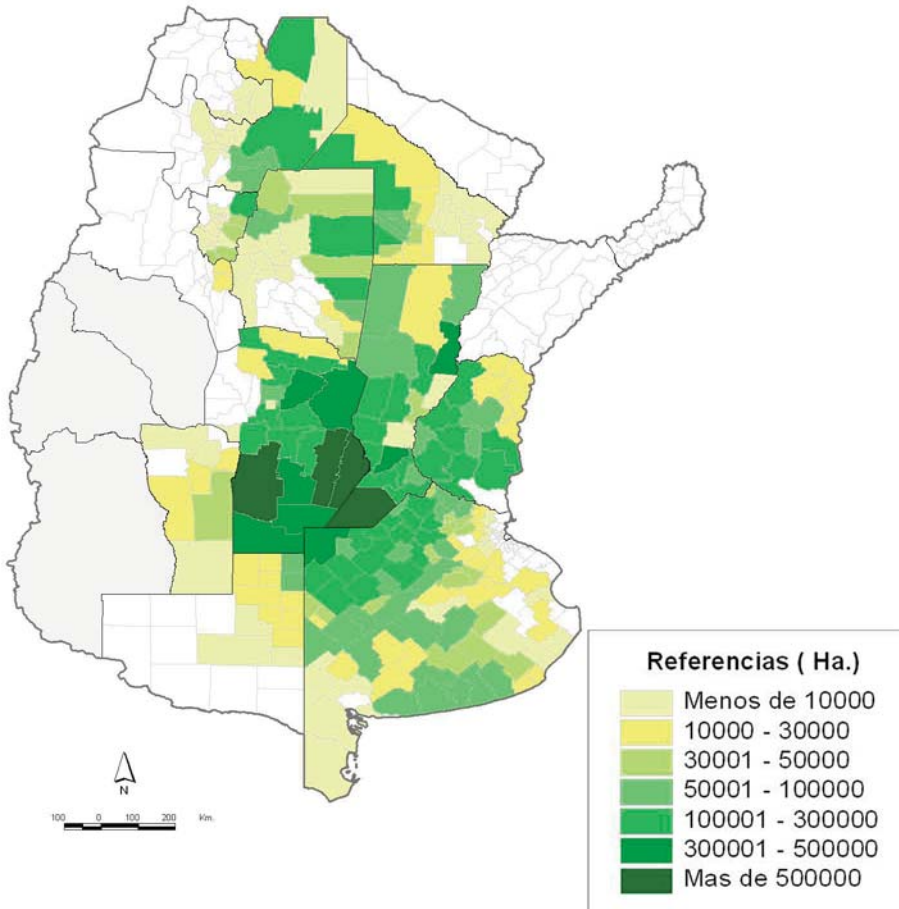 Referencias ( Ha.)
Menos de 10000
10000 - 30000
30001 - 50000
50001 - 100000
100001 - 300000
300001 - 500000
Mas de 500000
N
100 0 100 200 Km.